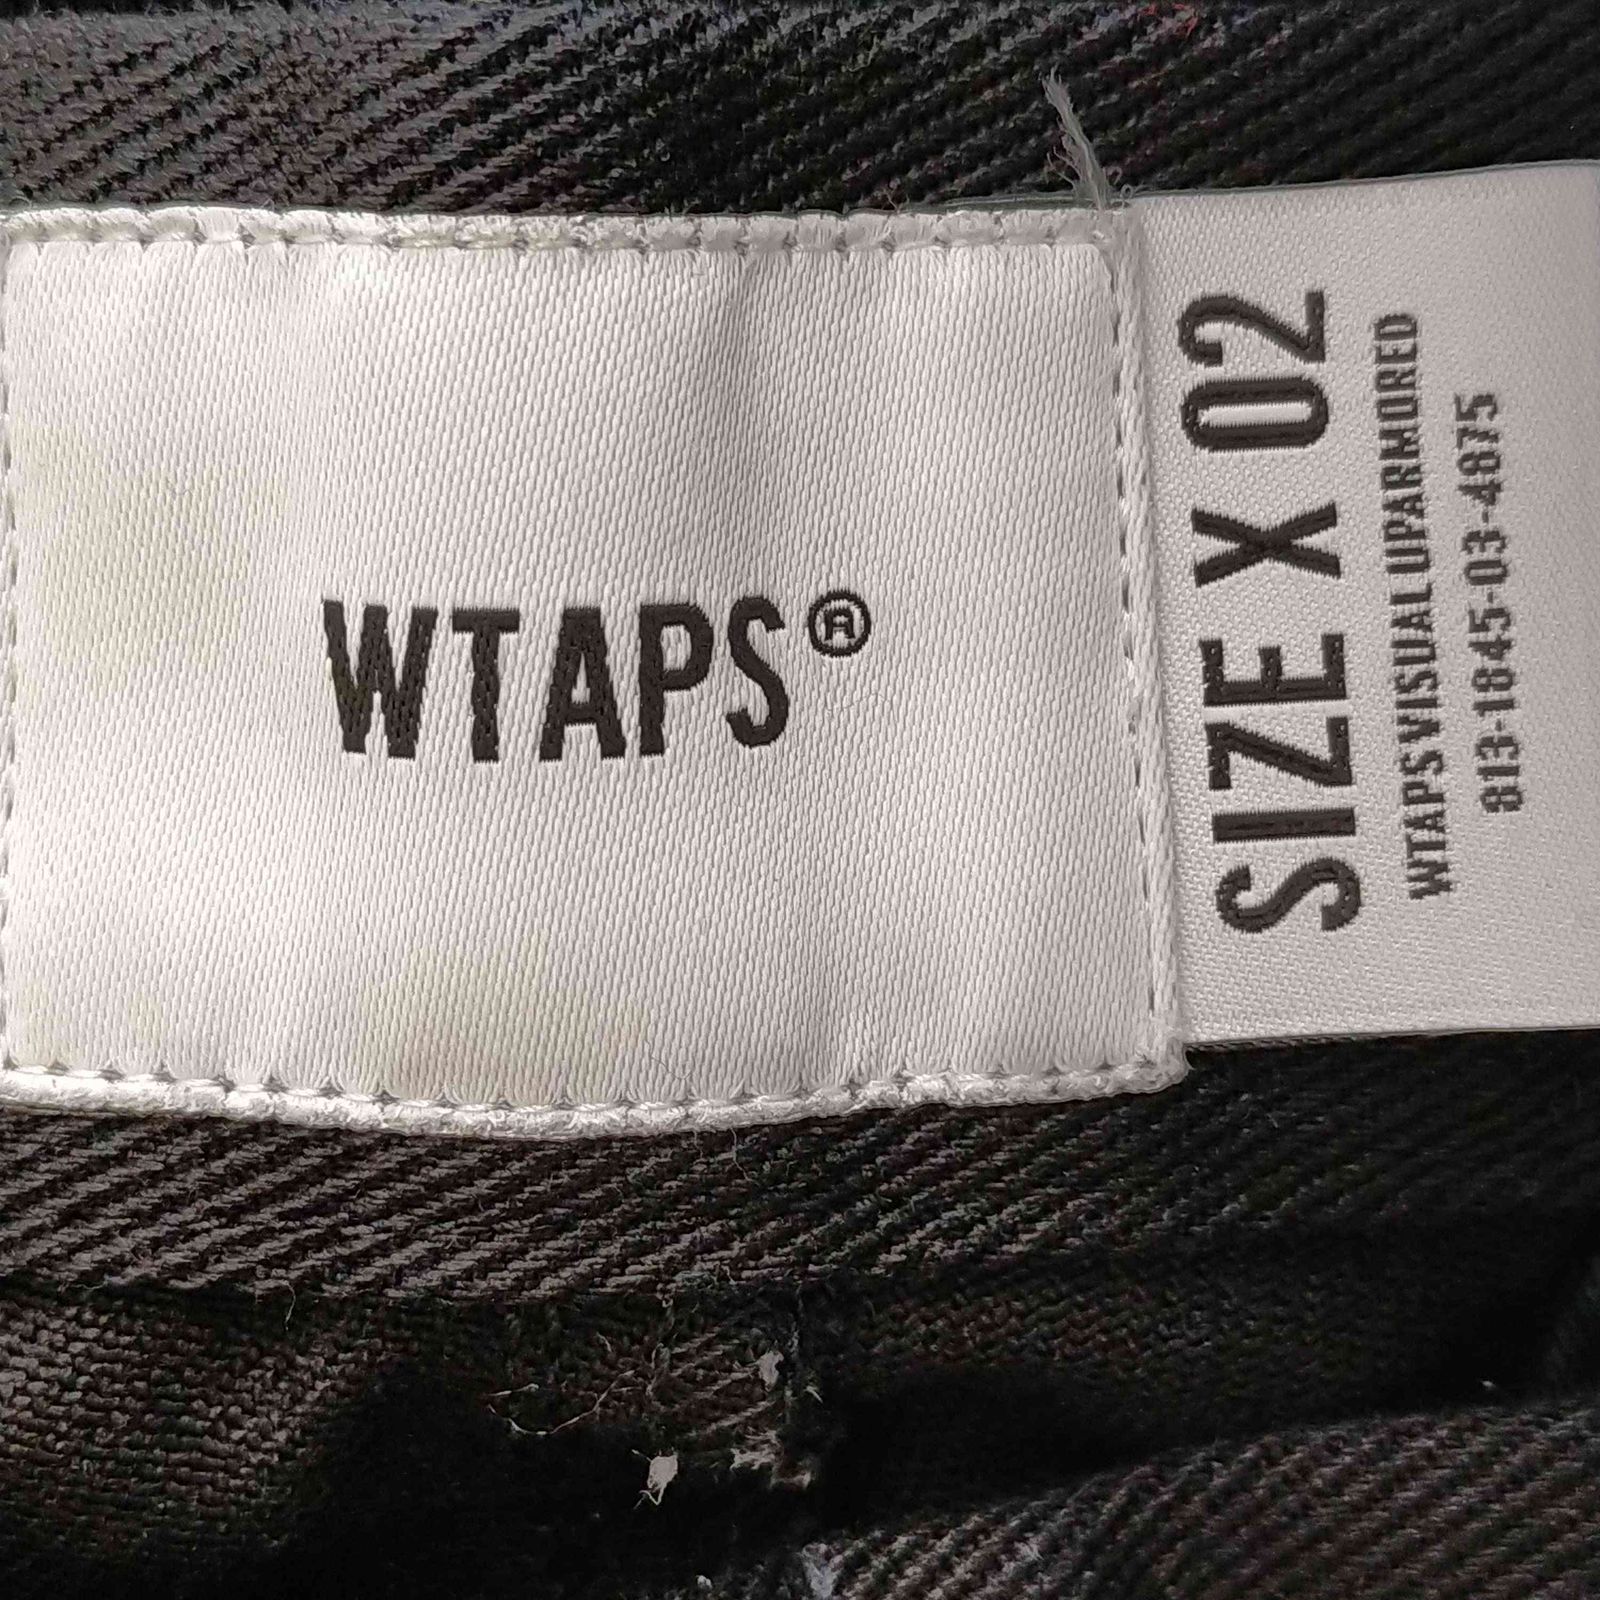 WTAPS®
SIZE X 02
WTAPSVISUALUPARMORED
813-1845-03-4875